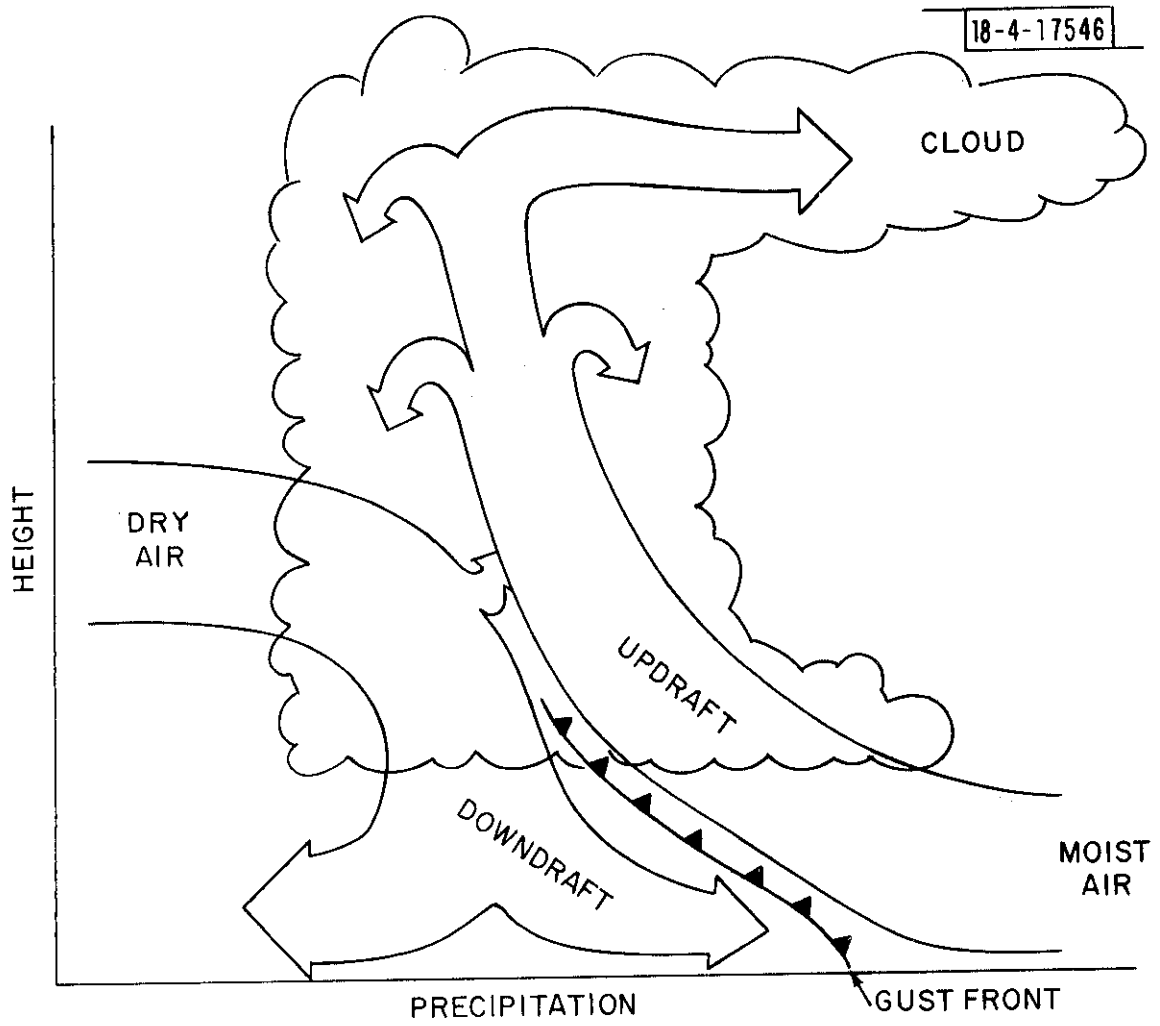 18-4-17546
CLOUD
HEIGHT
DRY
AIR
UPDRAFT
DOWNDRAFT
MOIST
AIR
PRECIPITATION
GUST FRONT